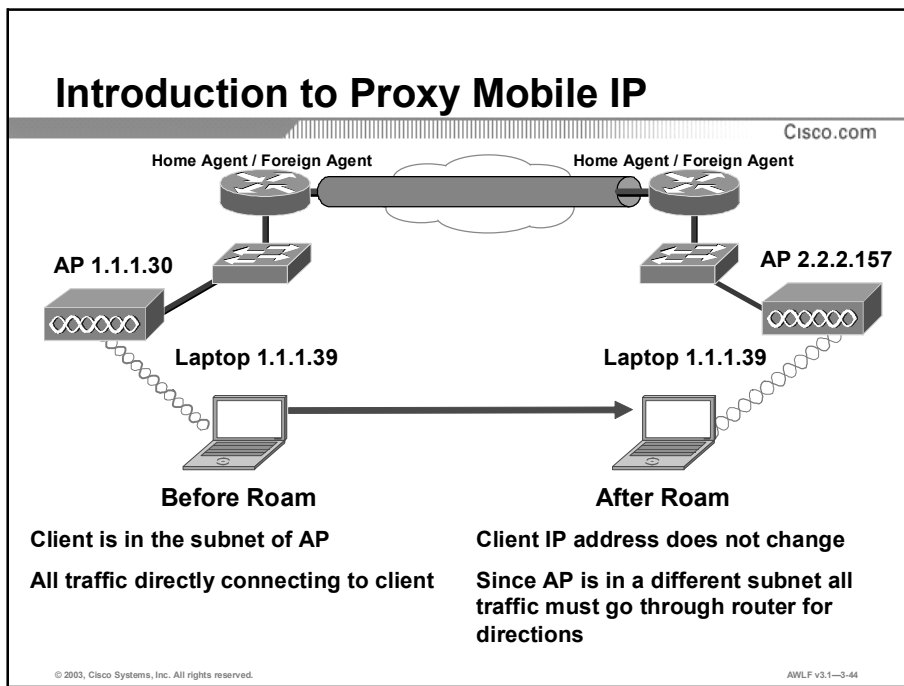 Introduction to Proxy Mobile IP
Cisco.com
Home Agent / Foreign Agent
Home Agent / Foreign Agent
AP 1.1.1.30
AP 2.2.2.157
Laptop 1.1.1.39
Laptop 1.1.1.39
Before Roam
Client is in the subnet of AP
All traffic directly connecting to client
After Roam
Client IP address does not change
Since AP is in a different subnet all
traffic must go through router for
directions
© 2003, Cisco Systems, Inc. All rights reserved.
AWLF v3.1—3-44